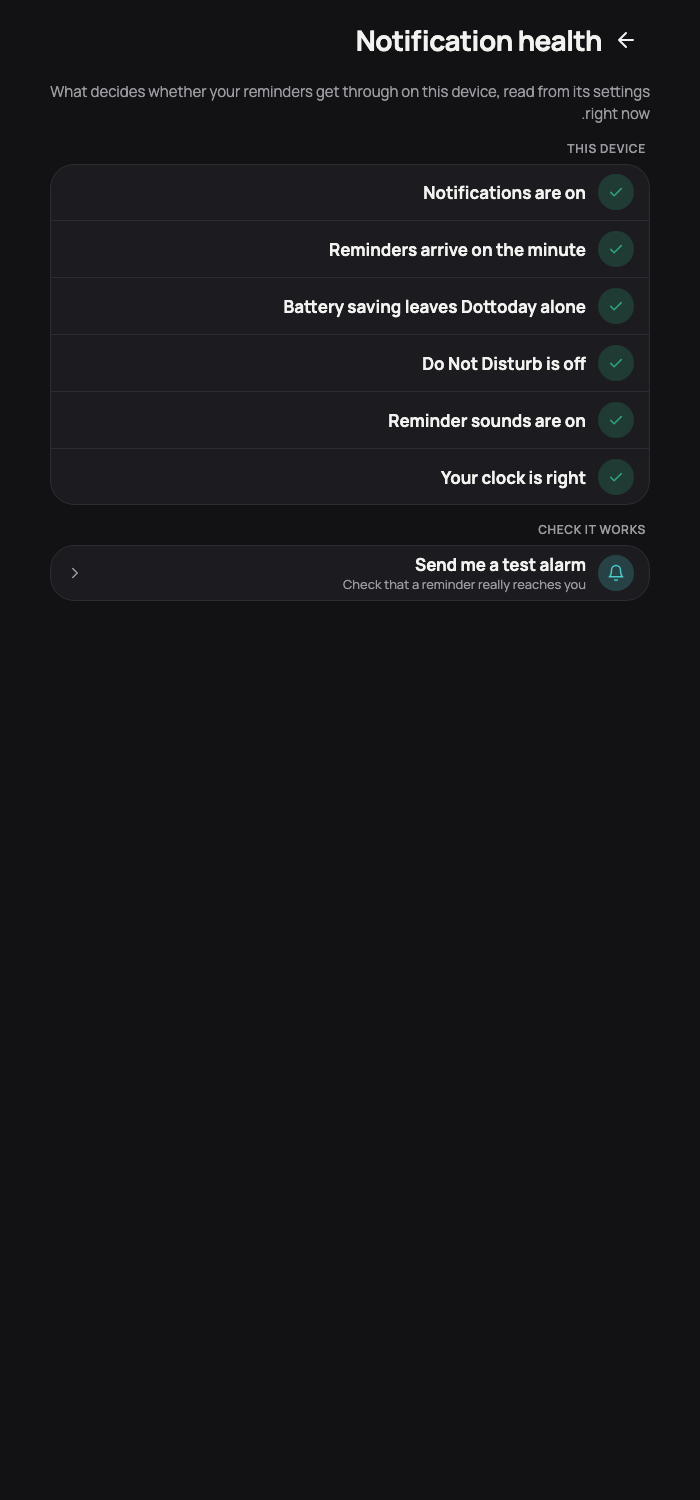 Notification health
What decides whether your reminders get through on this device, read from its settings
.right now
THIS DEVICE
Notifications are on
Reminders arrive on the minute
Battery saving leaves Dottoday alone
Do Not Disturb is off
Reminder sounds are on
Your clock is right
CHECK IT WORKS
Send me a test alarm
Check that a reminder really reaches you